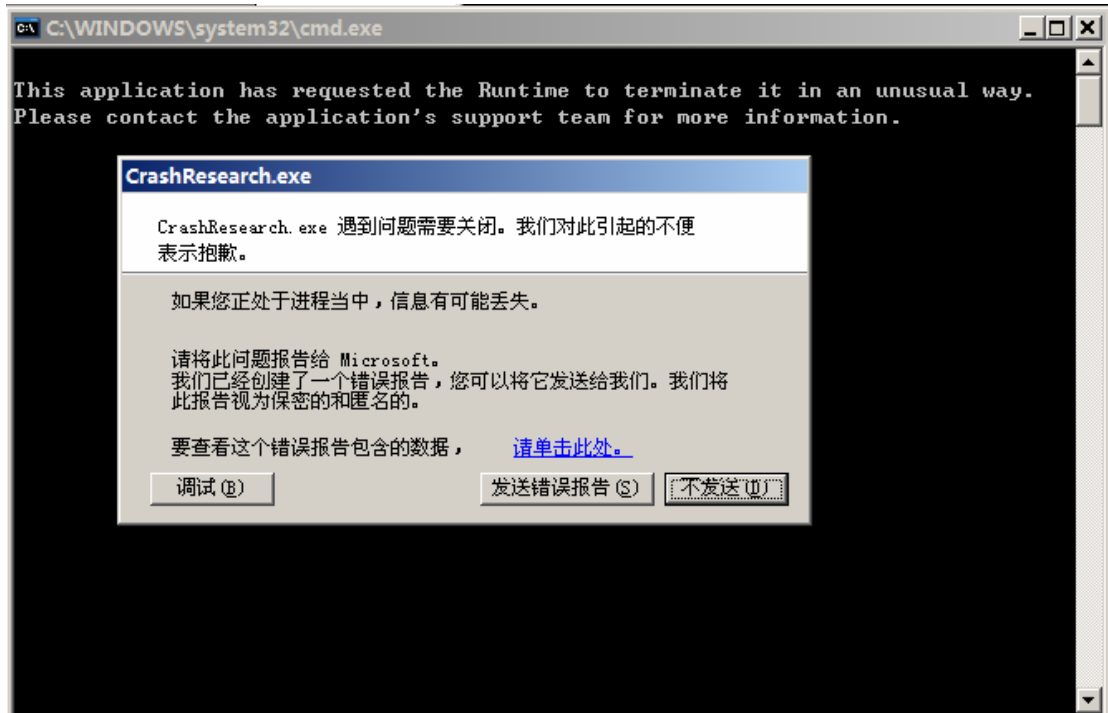 C:\WINDOWS\system32\cmd.exe
This application has requested the Runtime to terminate it in an unusual way.
Please contact the application's support team for more information.
CrashResearch.exe
CrashResearch.exe 遇到问题需要关闭。我们对此引起的不便
表示抱歉。
如果您正处于进程当中，信息有可能丢失。
请将此问题报告给 Microsoft。
我们已经创建了一个错误报告，您可以将它发送给我们。我们将
此报告视为保密的和匿名的。
要查看这个错误报告包含的数据， 请单击此处。
调试(B) 发送错误报告(S) 不发送(D)